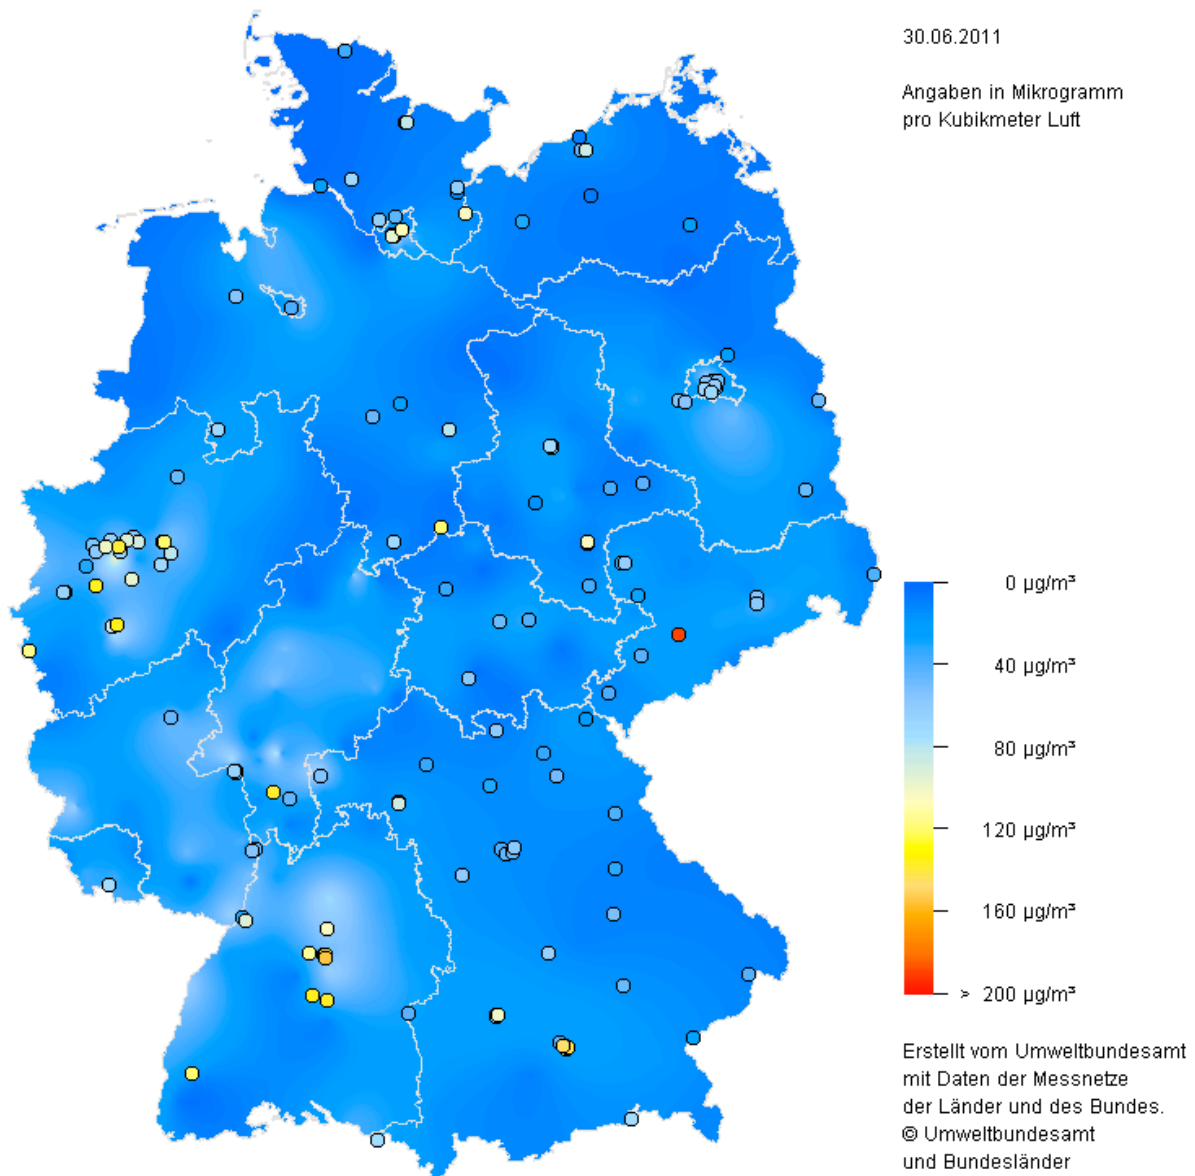 30.06.2011
Angaben in Mikrogramm
pro Kubikmeter Luft
0 µg/m³
40 µg/m³
80 µg/m³
120 µg/m³
160 µg/m³
> 200 µg/m³
Erstellt vom Umweltbundesamt
mit Daten der Messnetze
der Länder und des Bundes.
© Umweltbundesamt
und Bundesländer